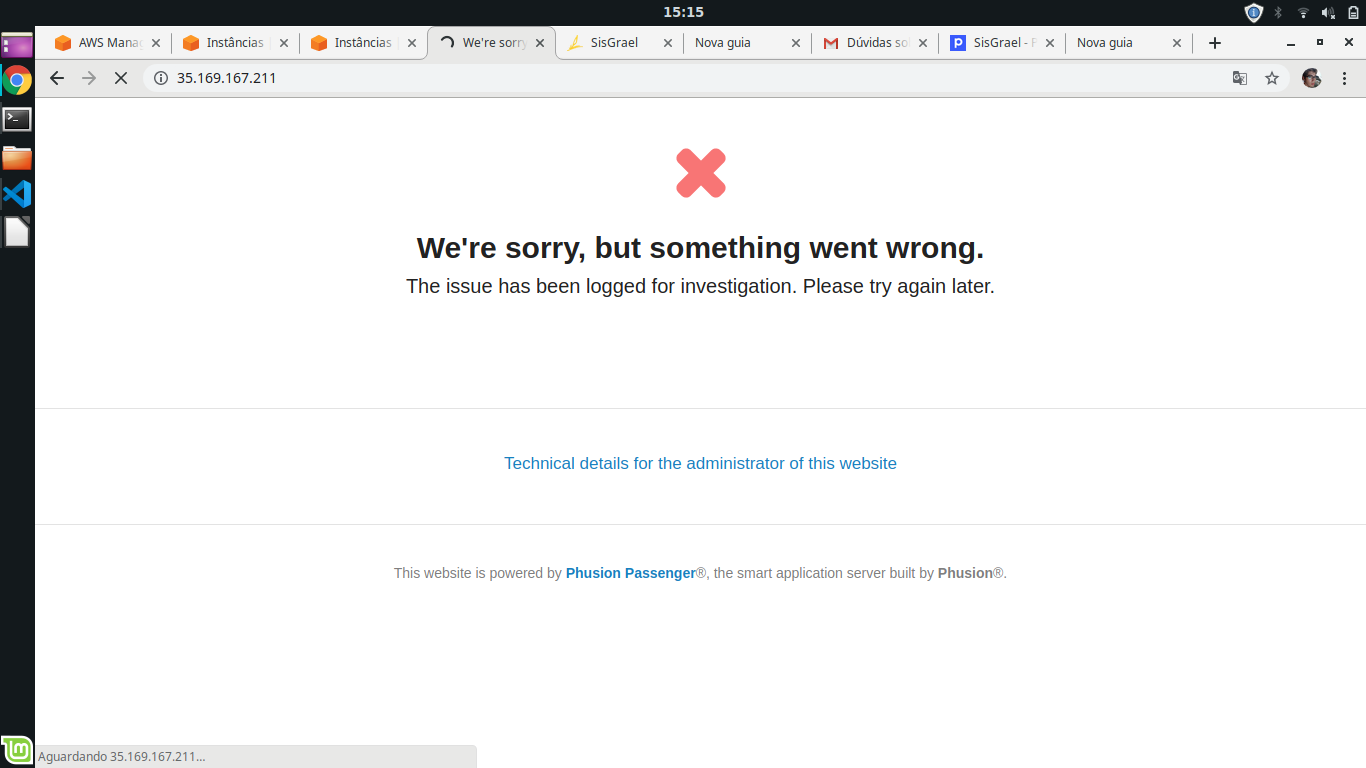 15:15
AWS Mana
Instâncias
Instâncias
We're sorry
SisGrael
Nova guia
Dúvidas so
SisGrael - P
Nova guia
35.169.167.211
We're sorry, but something went wrong.
The issue has been logged for investigation. Please try again later.
Technical details for the administrator of this website
This website is powered by Phusion Passenger®, the smart application server built by Phusion®.
Aguardando 35.169.167.211...